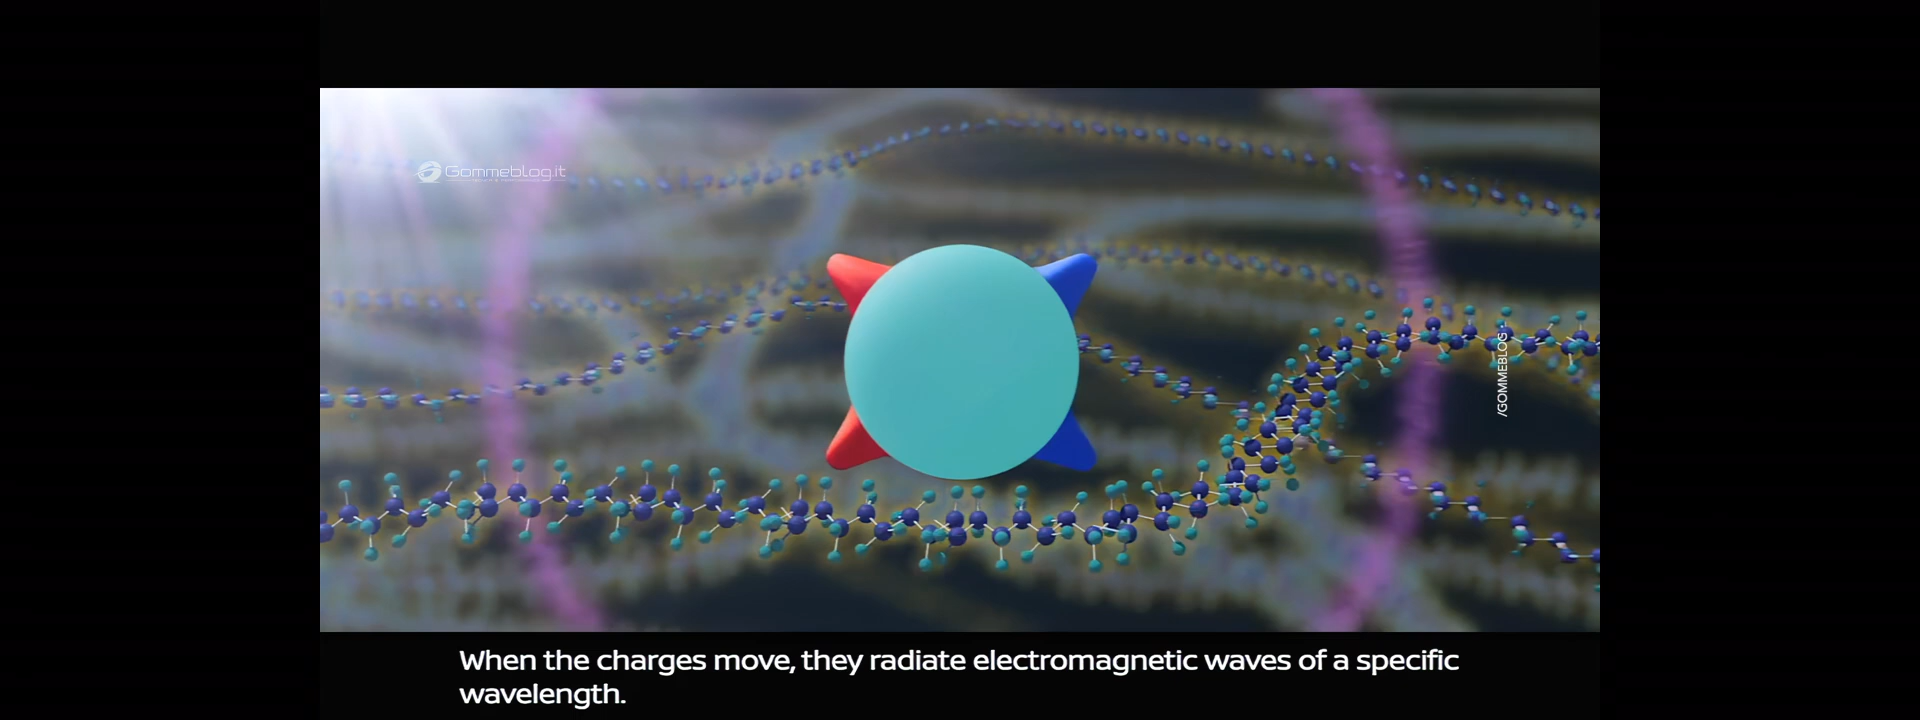 Gommeblog.it
/GOMMEBLOG
When the charges move, they radiate electromagnetic waves of a specific
wavelength.